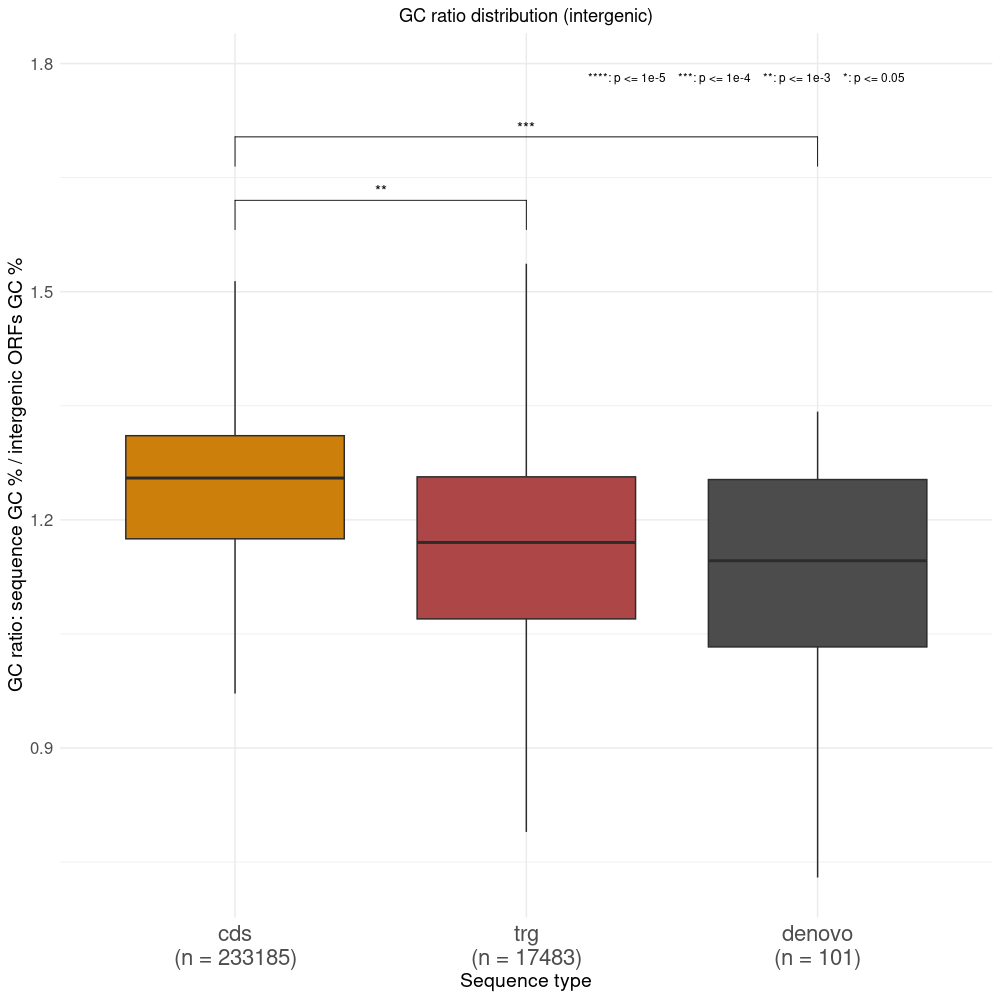 GC ratio distribution (intergenic)
****: p <= 1e-5 ***: p <= 1e-4 **: p <= 1e-3 *: p <= 0.05
GC ratio: sequence GC % / intergenic ORFs GC %
1.8
1.5
1.2
0.9
***
**
cds
(n = 233185)
trg
(n = 17483)
denovo
(n = 101)
Sequence type